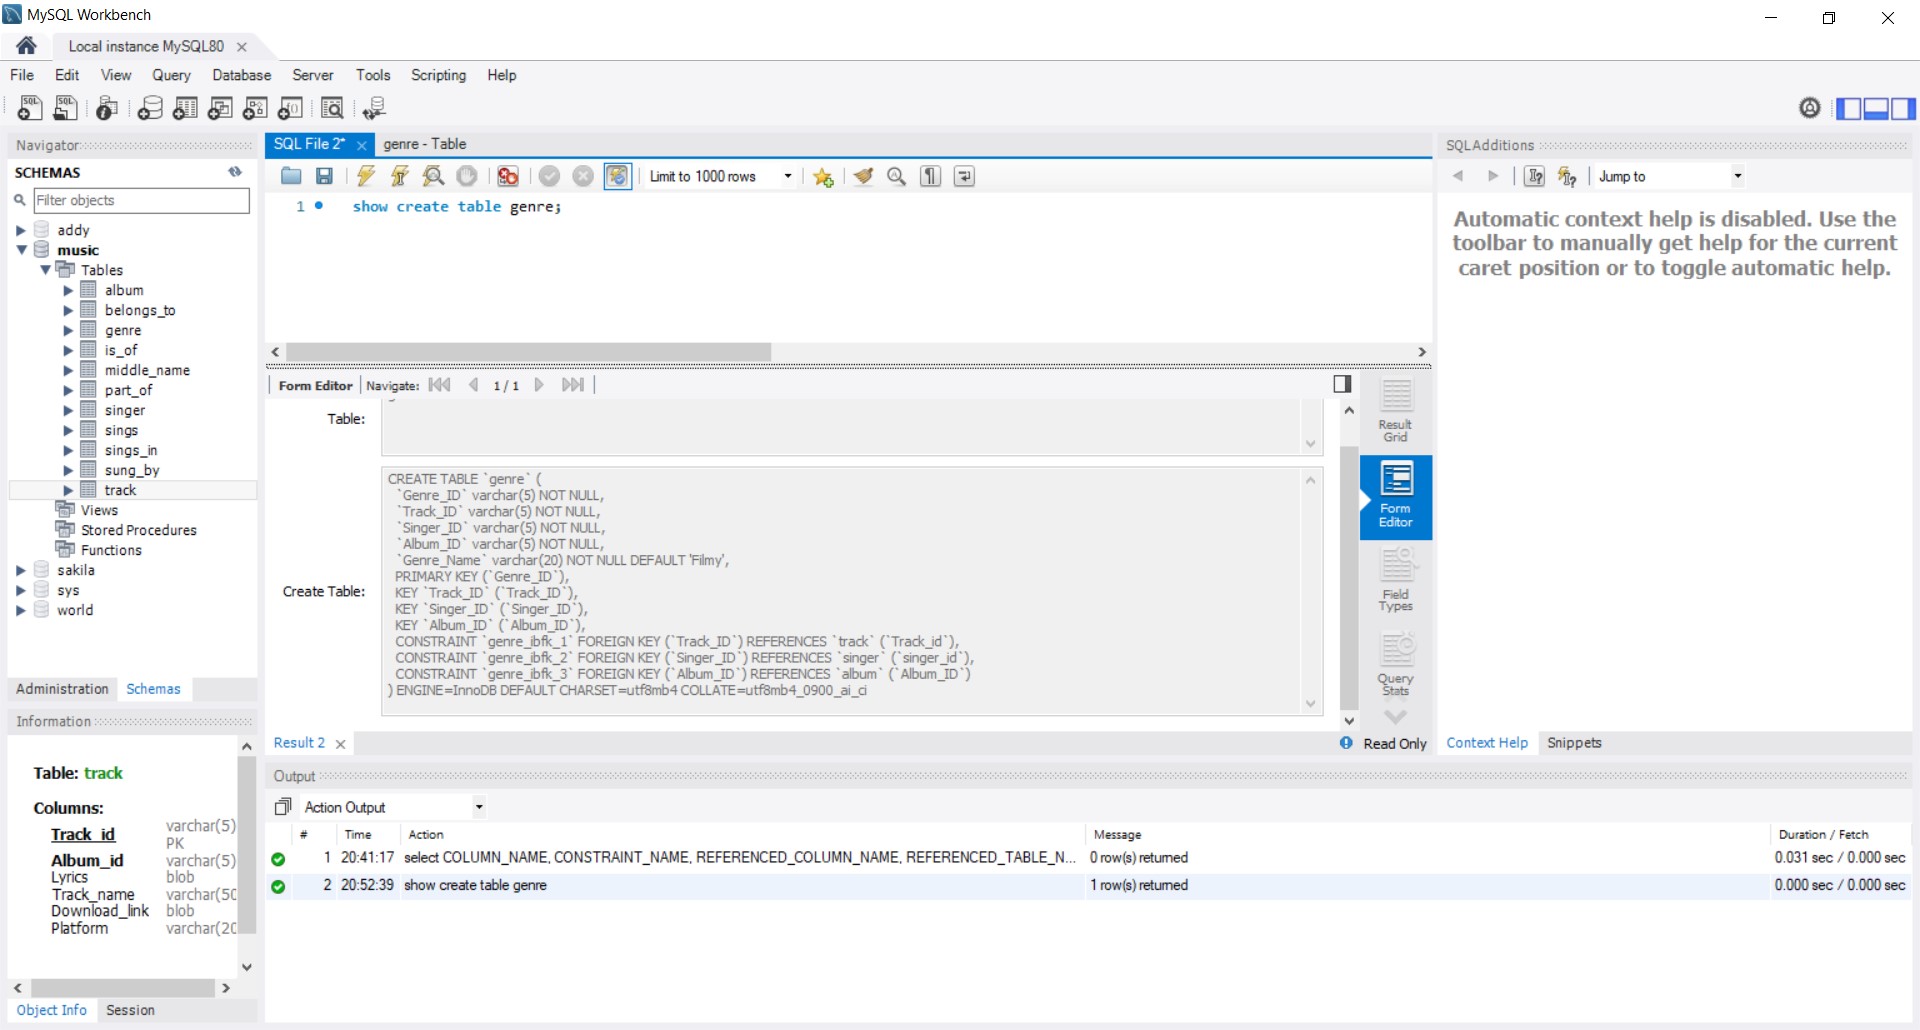 MySQL Workbench
Local instance MySQL80
File Edit View Query Database Server Tools Scripting Help
Navigator
SCHEMAS
Filter objects
addy
music
Tables
album
belongs_to
genre
is_of
middle_name
part_of
singer
sings
sings_in
sung_by
track
Views
Stored Procedures
Functions
sakila
sys
world
Administration Schemas
Information
Table: track
Columns:
Track_id varchar(5) PK
Album_id varchar(5)
Lyrics blob
Track_name varchar(50
Download_link blob
Platform varchar(20
Object Info Session
SQL File 2* genre - Table
Limit to 1000 rows
1 show create table genre;
Form Editor Navigate: 1 / 1
Table:
Create Table:
CREATE TABLE `genre` (
`Genre_ID` varchar(5) NOT NULL,
`Track_ID` varchar(5) NOT NULL,
`Singer_ID` varchar(5) NOT NULL,
`Album_ID` varchar(5) NOT NULL,
`Genre_Name` varchar(20) NOT NULL DEFAULT 'Filmy',
PRIMARY KEY (`Genre_ID`),
KEY `Track_ID` (`Track_ID`),
KEY `Singer_ID` (`Singer_ID`),
KEY `Album_ID` (`Album_ID`),
CONSTRAINT `genre_ibfk_1` FOREIGN KEY (`Track_ID`) REFERENCES `track` (`Track_id`),
CONSTRAINT `genre_ibfk_2` FOREIGN KEY (`Singer_ID`) REFERENCES `singer` (`singer_id`),
CONSTRAINT `genre_ibfk_3` FOREIGN KEY (`Album_ID`) REFERENCES `album` (`Album_ID`)
) ENGINE=InnoDB DEFAULT CHARSET=utf8mb4 COLLATE=utf8mb4_0900_ai_ci
Result Grid
Form Editor
Field Types
Query Stats
Result 2
Read Only
SQLAdditions
Jump to
Automatic context help is disabled. Use the
toolbar to manually get help for the current
caret position or to toggle automatic help.
Context Help Snippets
Output
Action Output
# Time Action Message Duration / Fetch
1 20:41:17 select COLUMN_NAME, CONSTRAINT_NAME, REFERENCED_COLUMN_NAME, REFERENCED_TABLE_N... 0 row(s) returned 0.031 sec / 0.000 sec
2 20:52:39 show create table genre 1 row(s) returned 0.000 sec / 0.000 sec